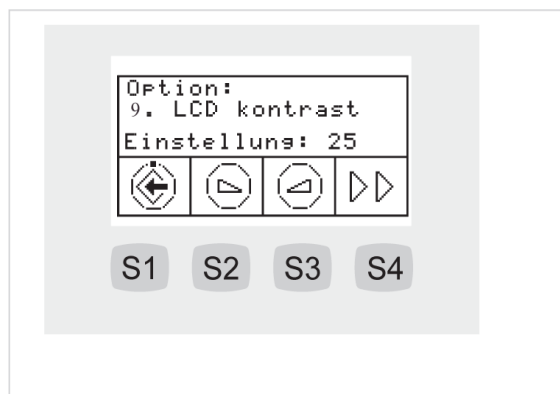 Option:
9. LCD kontrast
Einstellung: 25
S1 S2 S3 S4